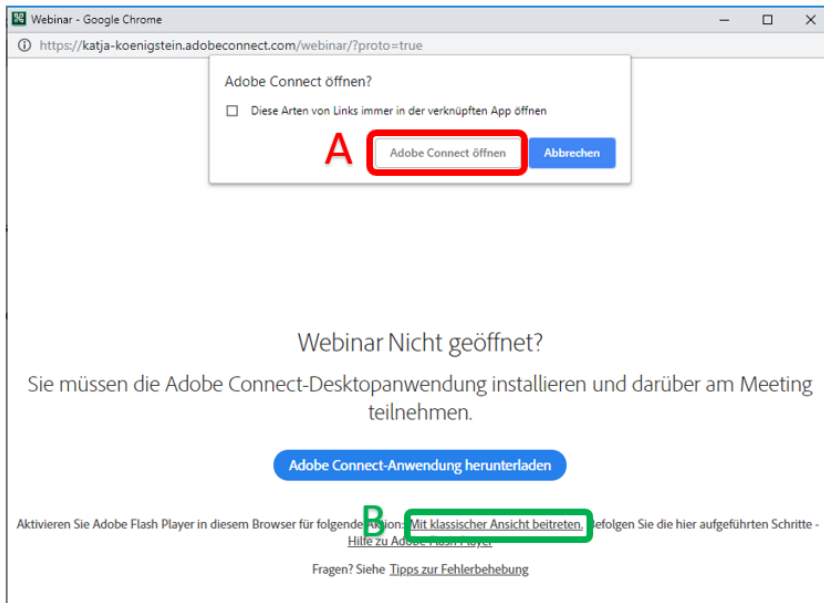 Webinar - Google Chrome
https://katja-koenigstein.adobeconnect.com/webinar/?proto=true
Adobe Connect öffnen?
Diese Arten von Links immer in der verknüpften App öffnen
A
Adobe Connect öffnen
Abbrechen
Webinar Nicht geöffnet?
Sie müssen die Adobe Connect-Desktopanwendung installieren und darüber am Meeting
teilnehmen.
Adobe Connect-Anwendung herunterladen
B
Aktivieren Sie Adobe Flash Player in diesem Browser für folgende Aktion: Mit klassischer Ansicht beitreten. Befolgen Sie die hier aufgeführten Schritte -
Hilfe zu Adobe Flash Player
Fragen? Siehe Tipps zur Fehlerbehebung